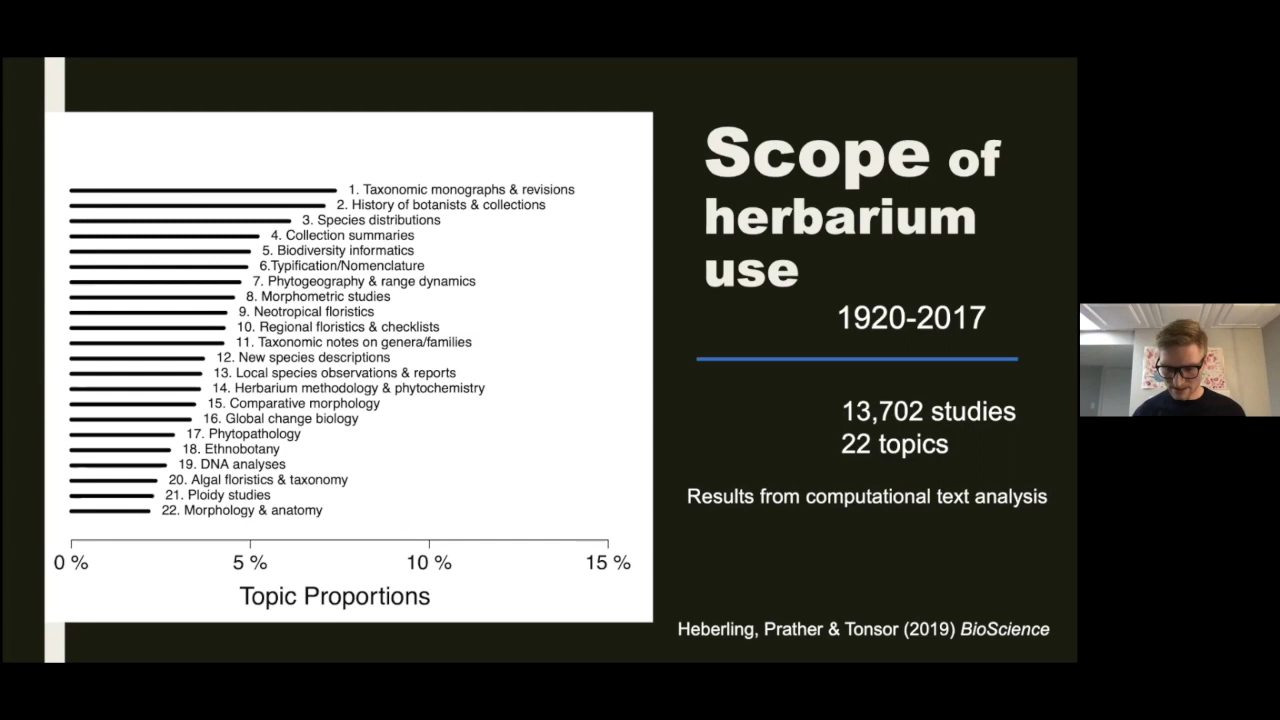 1. Taxonomic monographs & revisions
2. History of botanists & collections
3. Species distributions
4. Collection summaries
5. Biodiversity informatics
6.Typification/Nomenclature
7. Phytogeography & range dynamics
8. Morphometric studies
9. Neotropical floristics
10. Regional floristics & checklists
11. Taxonomic notes on genera/families
12. New species descriptions
13. Local species observations & reports
14. Herbarium methodology & phytochemistry
15. Comparative morphology
16. Global change biology
17. Phytopathology
18. Ethnobotany
19. DNA analyses
20. Algal floristics & taxonomy
21. Ploidy studies
22. Morphology & anatomy
0 % 5 % 10 % 15 %
Topic Proportions
Scope of
herbarium
use
1920-2017
13,702 studies
22 topics
Results from computational text analysis
Heberling, Prather & Tonsor (2019) BioScience